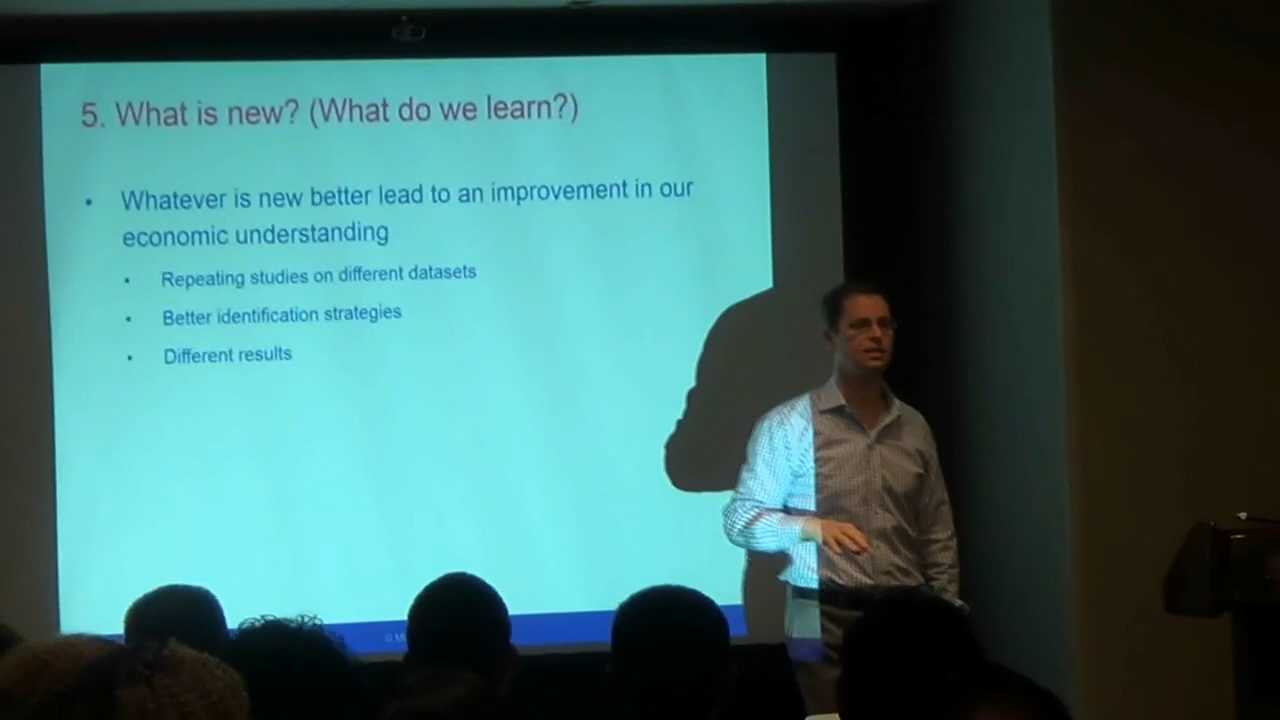 5. What is new? (What do we learn?)
• Whatever is new better lead to an improvement in our
economic understanding
• Repeating studies on different datasets
• Better identification strategies
• Different results